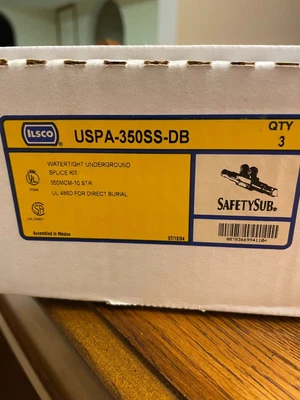 ILSCO
USPA-350SS-DB
QTY
3
WATERTIGHT UNDERGROUND
SPLICE KIT
350MCM-10 STR
UL 486D FOR DIRECT BURIAL
UL
SAFETYSUB®
Assembled in Mexico